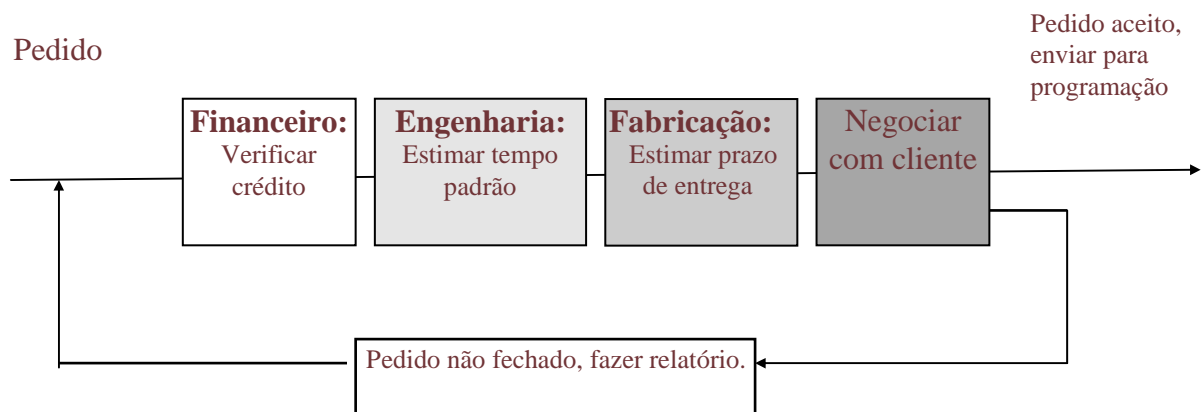 Pedido
Pedido aceito,
enviar para
programação
Financeiro:
Verificar
crédito
Engenharia:
Estimar tempo
padrão
Fabricação:
Estimar prazo
de entrega
Negociar
com cliente
Pedido não fechado, fazer relatório.